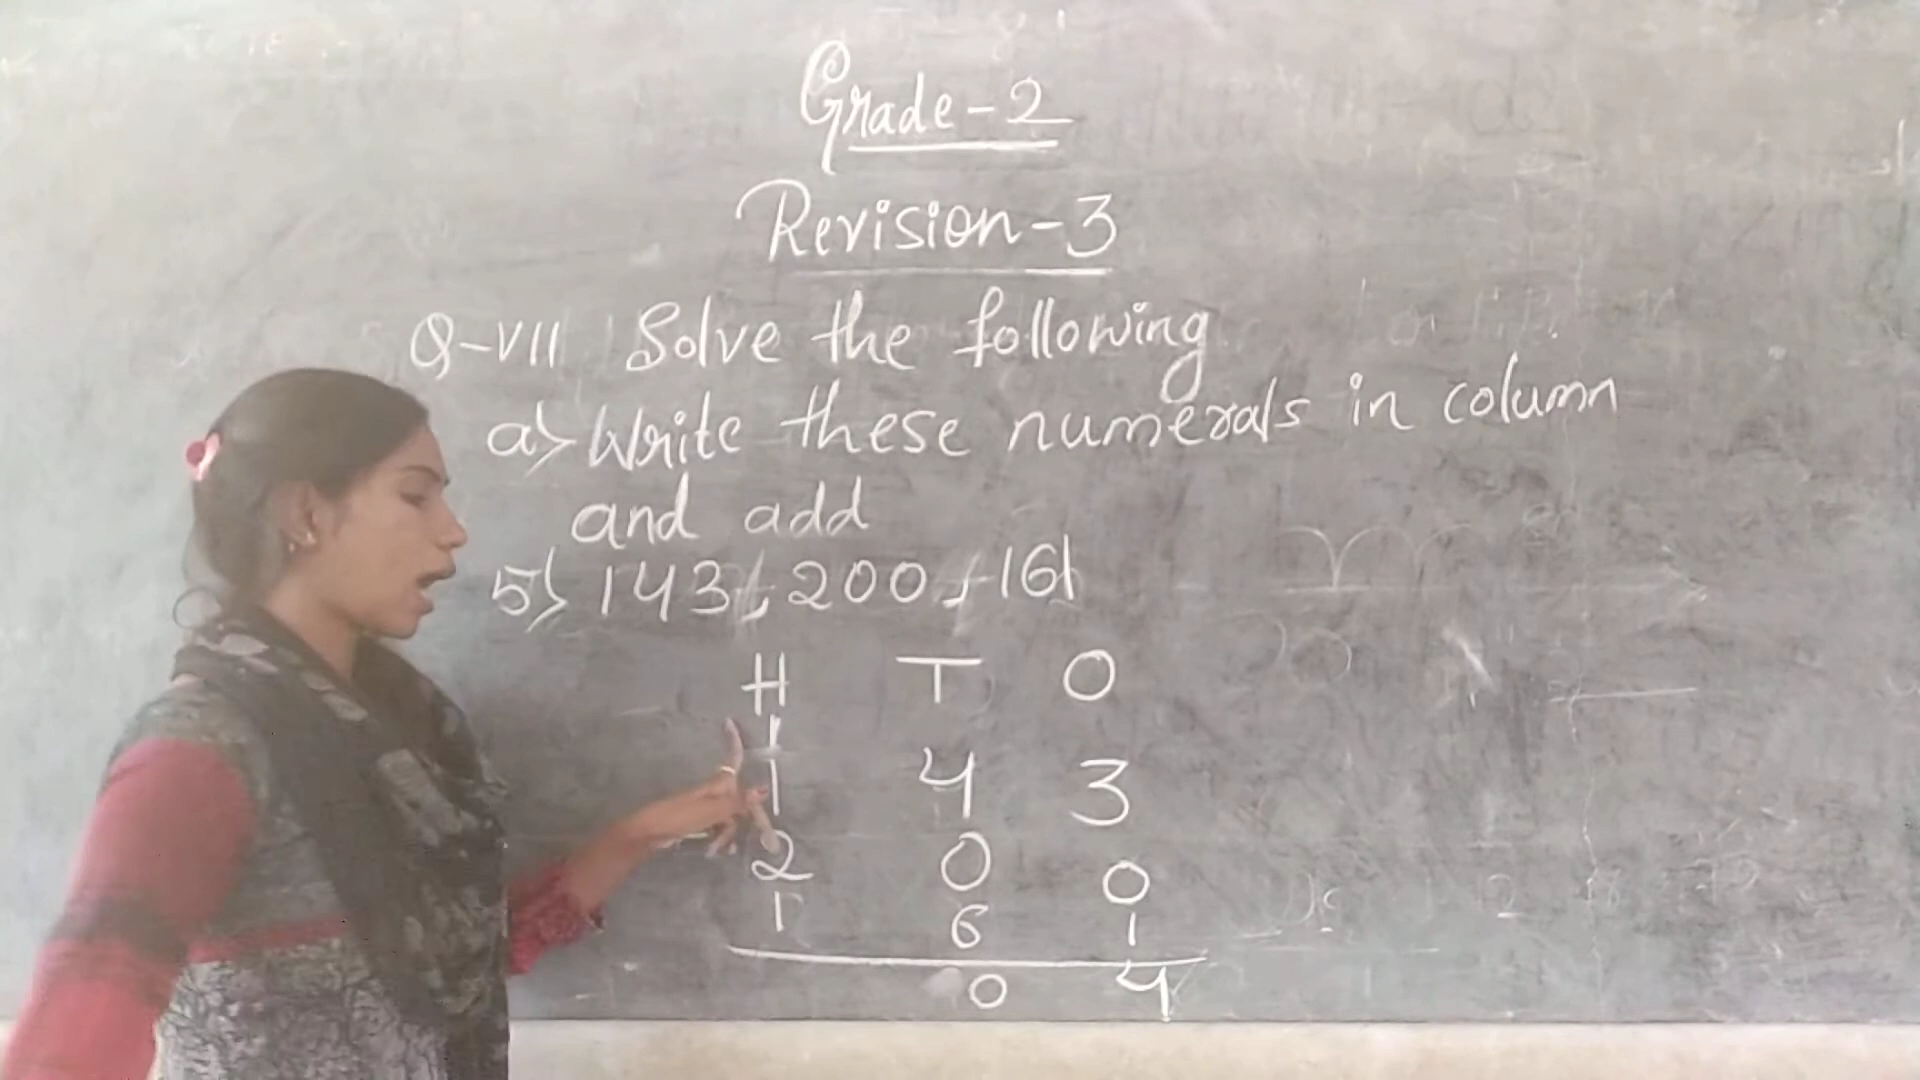 Grade-2
Revision-3
Q-VII Solve the following
a) Write these numerals in column
and add
5) 143, 200, 161
H T O
1
1 4 3
2 0 0
1 6 1
0 4